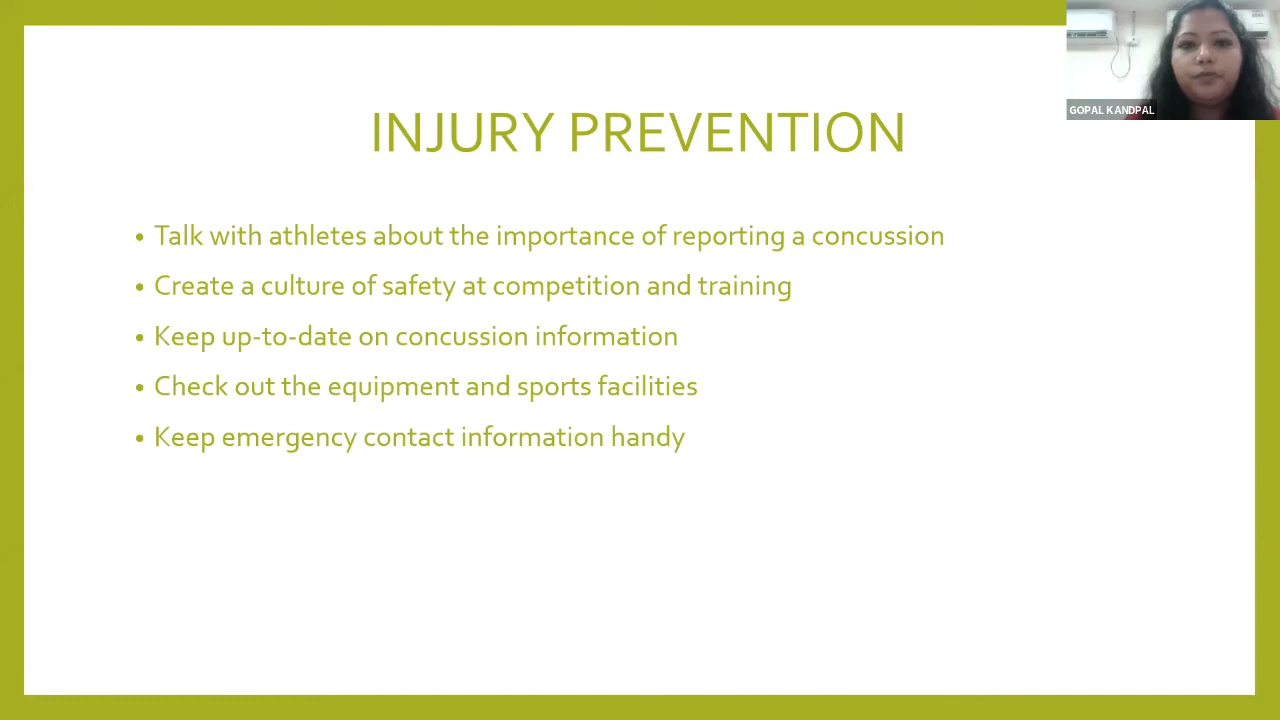 GOPAL KANDPAL
INJURY PREVENTION
• Talk with athletes about the importance of reporting a concussion
• Create a culture of safety at competition and training
• Keep up-to-date on concussion information
• Check out the equipment and sports facilities
• Keep emergency contact information handy